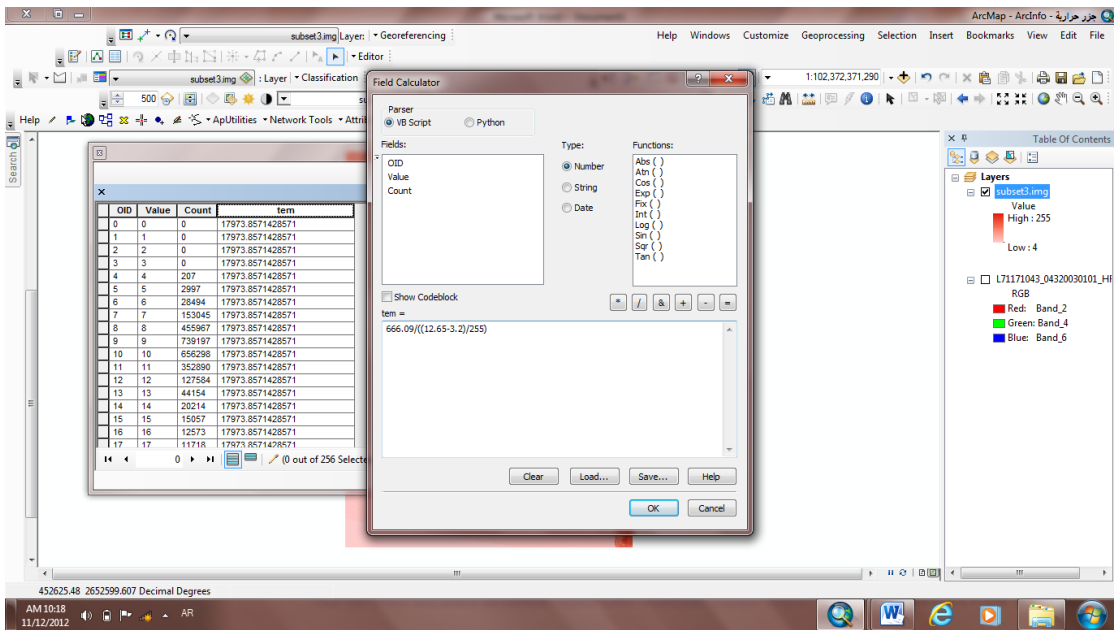 جزر حرارية - ArcMap - ArcInfo
Help Windows Customize Geoprocessing Selection Insert Bookmarks View Edit File
subset3.img Layer: Georeferencing
Editor
subset3.img : Layer Classification
1:102,372,371,290
500
Help ApUtilities Network Tools
Search
Field Calculator
Parser
VB Script Python
Fields: Type: Functions:
OID
Value
Count
Number
String
Date
Abs ( )
Atn ( )
Cos ( )
Exp ( )
Fix ( )
Int ( )
Log ( )
Sin ( )
Sqr ( )
Tan ( )
Show Codeblock
* / & + - =
tem =
666.09/((12.65-3.2)/255)
Clear Load... Save... Help
OK Cancel
OID Value Count tem
0 0 0 17973.8571428571
1 1 0 17973.8571428571
2 2 0 17973.8571428571
3 3 0 17973.8571428571
4 4 207 17973.8571428571
5 5 2997 17973.8571428571
6 6 28494 17973.8571428571
7 7 153045 17973.8571428571
8 8 455967 17973.8571428571
9 9 739197 17973.8571428571
10 10 656298 17973.8571428571
11 11 352890 17973.8571428571
12 12 127584 17973.8571428571
13 13 44154 17973.8571428571
14 14 20214 17973.8571428571
15 15 15057 17973.8571428571
16 16 12573 17973.8571428571
17 17 11718 17973.8571428571
0 (0 out of 256 Selecte
Table Of Contents
Layers
subset3.img
Value
High : 255
Low : 4
L71171043_04320030101_HF
RGB
Red: Band_2
Green: Band_4
Blue: Band_6
452625.48 2652599.607 Decimal Degrees
AM 10:18
11/12/2012
AR